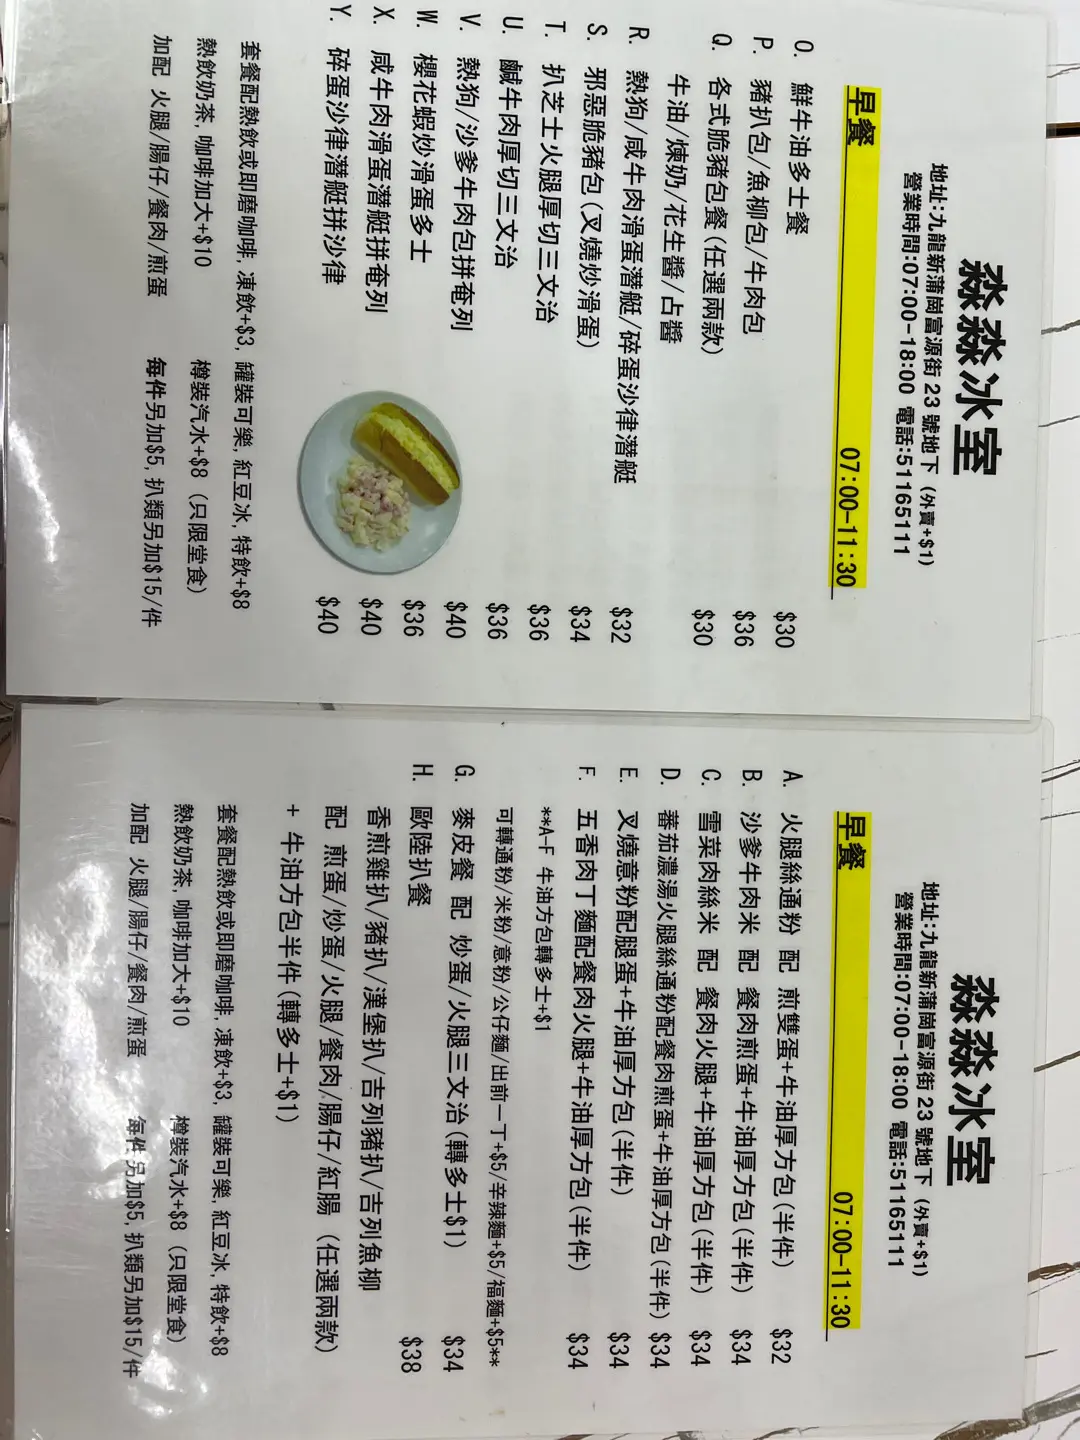 淼淼冰室
地址:九龍新蒲崗富源街 23 號地下 (外賣+$1)
營業時間:07:00-18:00 電話:51165111
早餐 07:00-11:30
O. 鮮牛油多士餐 $30
P. 豬扒包/魚柳包/牛肉包 $36
Q. 各式脆豬包餐(任選兩款) $30
牛油/煉奶/花生醬/占醬
R. 熱狗/咸牛肉滑蛋潛艇/碎蛋沙律潛艇 $32
S. 邪惡脆豬包(叉燒炒滑蛋) $34
T. 扒芝士火腿厚切三文治 $36
U. 鹹牛肉厚切三文治 $36
V. 熱狗/沙爹牛肉包拼奄列 $40
W. 櫻花蝦炒滑蛋多士 $36
X. 咸牛肉滑蛋潛艇拼奄列 $40
Y. 碎蛋沙律潛艇拼沙律 $40
套餐配熱飲或即磨咖啡, 凍飲+$3, 罐裝可樂, 紅豆冰, 特飲+$8
熱飲奶茶, 咖啡加大+$10 樽裝汽水+$8 (只限堂食)
加配 火腿/腸仔/餐肉/煎蛋 每件另加$5, 扒類另加$15/件
淼淼冰室
地址:九龍新蒲崗富源街 23 號地下 (外賣+$1)
營業時間:07:00-18:00 電話:51165111
早餐 07:00-11:30
A. 火腿絲通粉 配 煎雙蛋+牛油厚方包(半件) $32
B. 沙爹牛肉米 配 餐肉煎蛋+牛油厚方包(半件) $34
C. 雪菜肉絲米 配 餐肉火腿+牛油厚方包(半件) $34
D. 蕃茄濃湯火腿絲通粉配餐肉煎蛋+牛油厚方包(半件) $34
E. 叉燒意粉配腿蛋+牛油厚方包(半件) $34
F. 五香肉丁麵配餐肉火腿+牛油厚方包(半件) $34
**A-F 牛油方包轉多士+$1
可轉通粉/米粉/意粉/公仔麵/出前一丁+$5/辛辣麵+$5/福麵+$5**
G. 麥皮餐 配 炒蛋/火腿三文治(轉多士$1) $34
H. 歐陸扒餐 $38
香煎雞扒/豬扒/漢堡扒/吉列豬扒/吉列魚柳
配 煎蛋/炒蛋/火腿/餐肉/腸仔/紅腸 (任選兩款)
+ 牛油方包半件(轉多士+$1)
套餐配熱飲或即磨咖啡, 凍飲+$3, 罐裝可樂, 紅豆冰, 特飲+$8
熱飲奶茶, 咖啡加大+$10 樽裝汽水+$8 (只限堂食)
加配 火腿/腸仔/餐肉/煎蛋 每件另加$5, 扒類另加$15/件